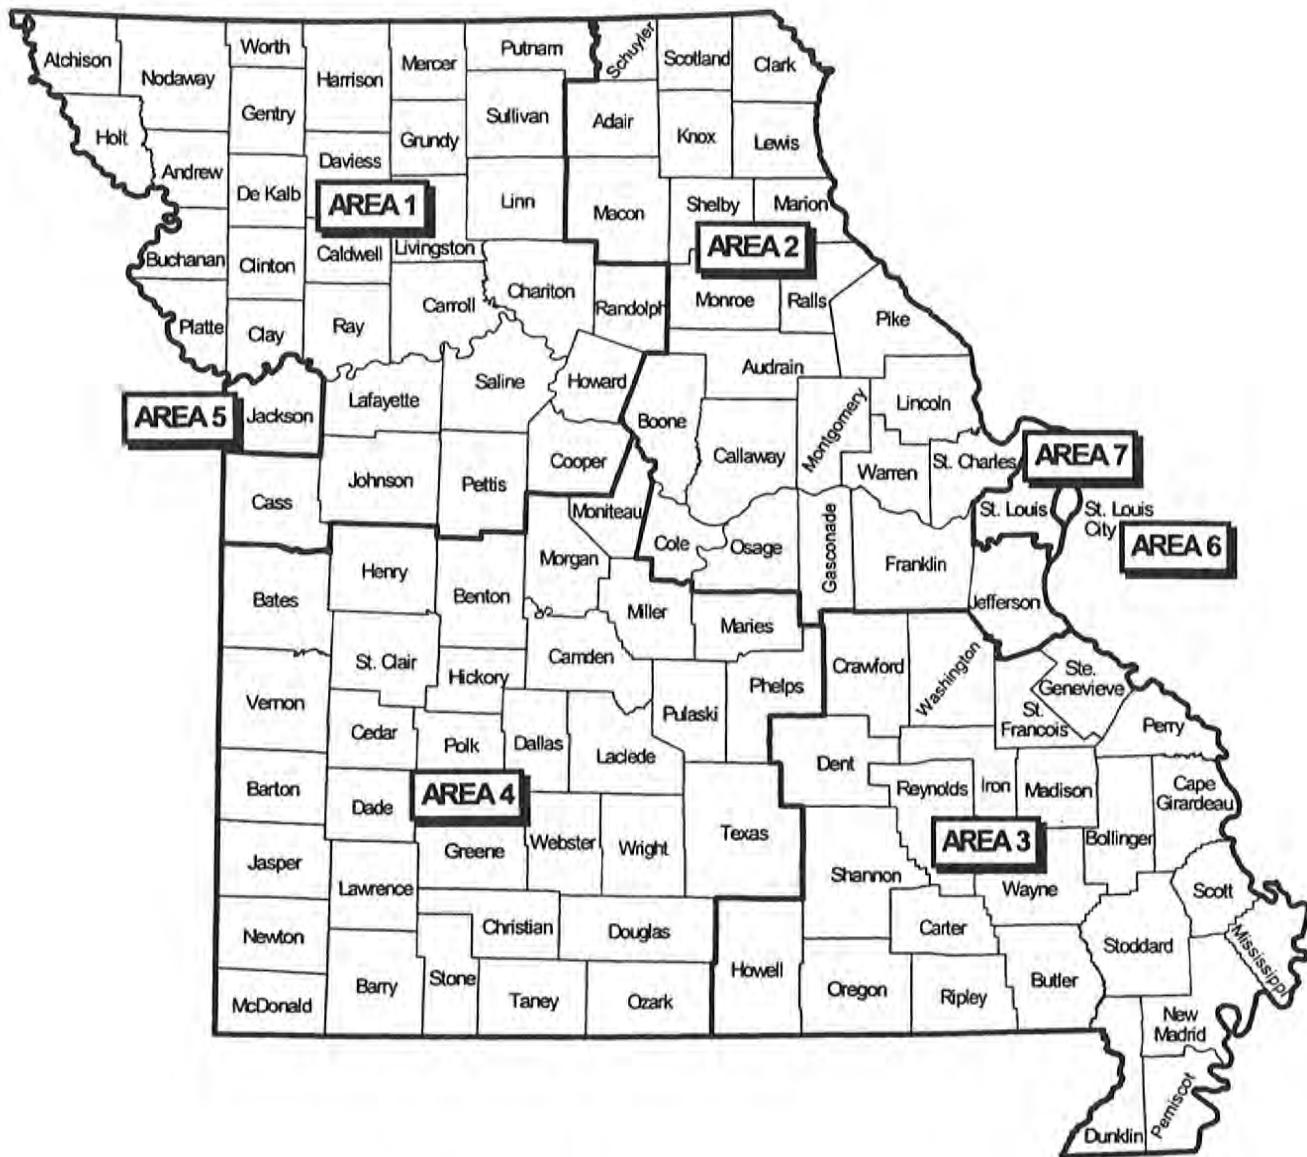 Atchison
Nodaway
Worth
Harrison
Mercer
Putnam
Schuyler
Scotland
Clark
Holt
Gentry
Grundy
Sullivan
Adair
Knox
Lewis
Andrew
De Kalb
Daviess
AREA 1
Linn
Macon
Shelby
Marion
AREA 2
Buchanan
Clinton
Caldwell
Livingston
Carroll
Chariton
Randolph
Monroe
Ralls
Pike
Platte
Clay
Ray
Saline
Howard
Audrain
AREA 5
Jackson
Lafayette
Boone
Callaway
Montgomery
Lincoln
Warren
St. Charles
AREA 7
Cass
Johnson
Pettis
Cooper
Moniteau
St. Louis
St. Louis
City
AREA 6
Cole
Osage
Gasconade
Franklin
Jefferson
Bates
Henry
Benton
Morgan
Miller
Maries
St. Clair
Hickory
Camden
Pulaski
Phelps
Crawford
Washington
St.
Francois
Ste.
Genevieve
Perry
Vernon
Cedar
Polk
Dallas
Laclede
Dent
Reynolds
Iron
Madison
Bollinger
Cape
Girardeau
Barton
Dade
AREA 4
Greene
Webster
Wright
Texas
Shannon
AREA 3
Wayne
Scott
Jasper
Lawrence
Christian
Douglas
Howell
Carter
Stoddard
Mississippi
Newton
Barry
Stone
Taney
Ozark
Oregon
Ripley
Butler
New
Madrid
McDonald
Dunklin
Pemiscot